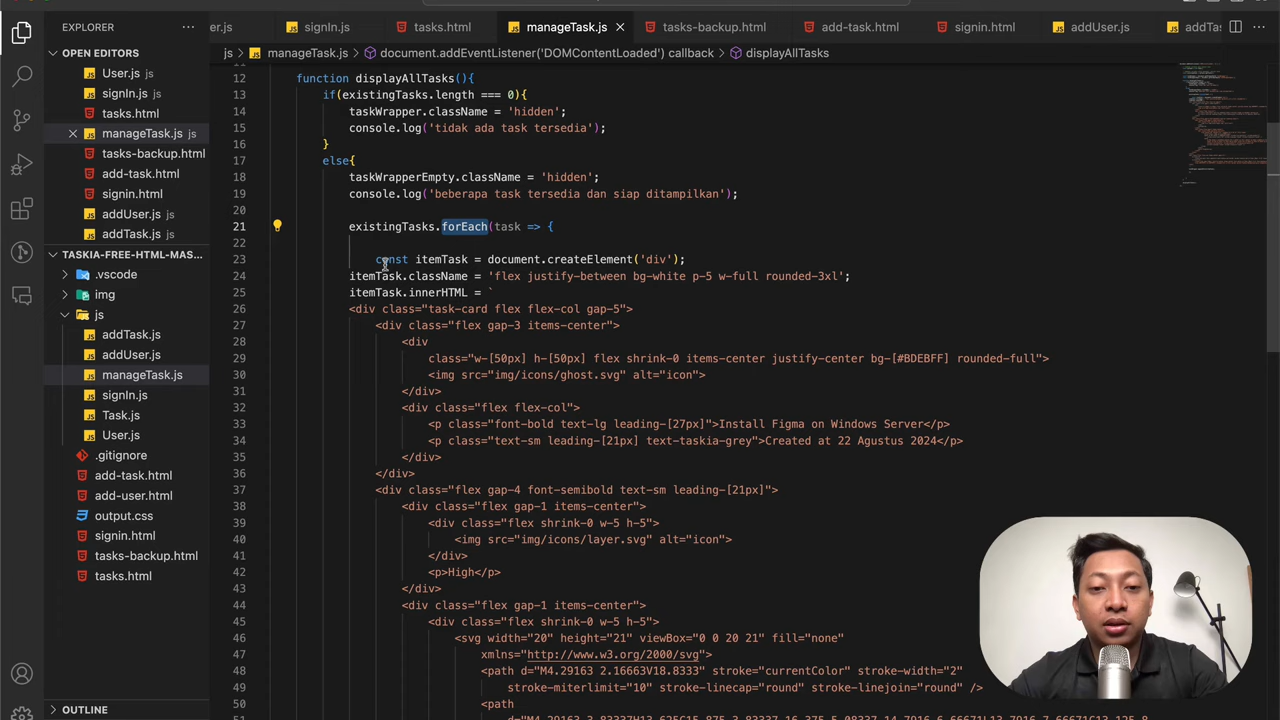 EXPLORER
er.js
signIn.js
tasks.html
manageTask.js
tasks-backup.html
add-task.html
signin.html
addUser.js
addTas
js > manageTask.js > document.addEventListener('DOMContentLoaded') callback > displayAllTasks
OPEN EDITORS
User.js js
signIn.js js
tasks.html
manageTask.js js
tasks-backup.html
add-task.html
signin.html
addUser.js js
addTask.js js
TASKIA-FREE-HTML-MAS...
.vscode
img
js
addTask.js
addUser.js
manageTask.js
signIn.js
Task.js
User.js
.gitignore
add-task.html
add-user.html
output.css
signin.html
tasks-backup.html
tasks.html
OUTLINE
12 function displayAllTasks(){
13 if(existingTasks.length === 0){
14 taskWrapper.className = 'hidden';
15 console.log('tidak ada task tersedia');
16 }
17 else{
18 taskWrapperEmpty.className = 'hidden';
19 console.log('beberapa task tersedia dan siap ditampilkan');
20
21 existingTasks.forEach(task => {
22
23 const itemTask = document.createElement('div');
24 itemTask.className = 'flex justify-between bg-white p-5 w-full rounded-3xl';
25 itemTask.innerHTML = `
26 <div class="task-card flex flex-col gap-5">
27 <div class="flex gap-3 items-center">
28 <div
29 class="w-[50px] h-[50px] flex shrink-0 items-center justify-center bg-[#BDEBFF] rounded-full">
30 <img src="img/icons/ghost.svg" alt="icon">
31 </div>
32 <div class="flex flex-col">
33 <p class="font-bold text-lg leading-[27px]">Install Figma on Windows Server</p>
34 <p class="text-sm leading-[21px] text-taskia-grey">Created at 22 Agustus 2024</p>
35 </div>
36 </div>
37 <div class="flex gap-4 font-semibold text-sm leading-[21px]">
38 <div class="flex gap-1 items-center">
39 <div class="flex shrink-0 w-5 h-5">
40 <img src="img/icons/layer.svg" alt="icon">
41 </div>
42 <p>High</p>
43 </div>
44 <div class="flex gap-1 items-center">
45 <div class="flex shrink-0 w-5 h-5">
46 <svg width="20" height="21" viewBox="0 0 20 21" fill="none"
47 xmlns="http://www.w3.org/2000/svg">
48 <path d="M4.29163 2.16663V18.8333" stroke="currentColor" stroke-width="2"
49 stroke-miterlimit="10" stroke-linecap="round" stroke-linejoin="round" />
50 <path